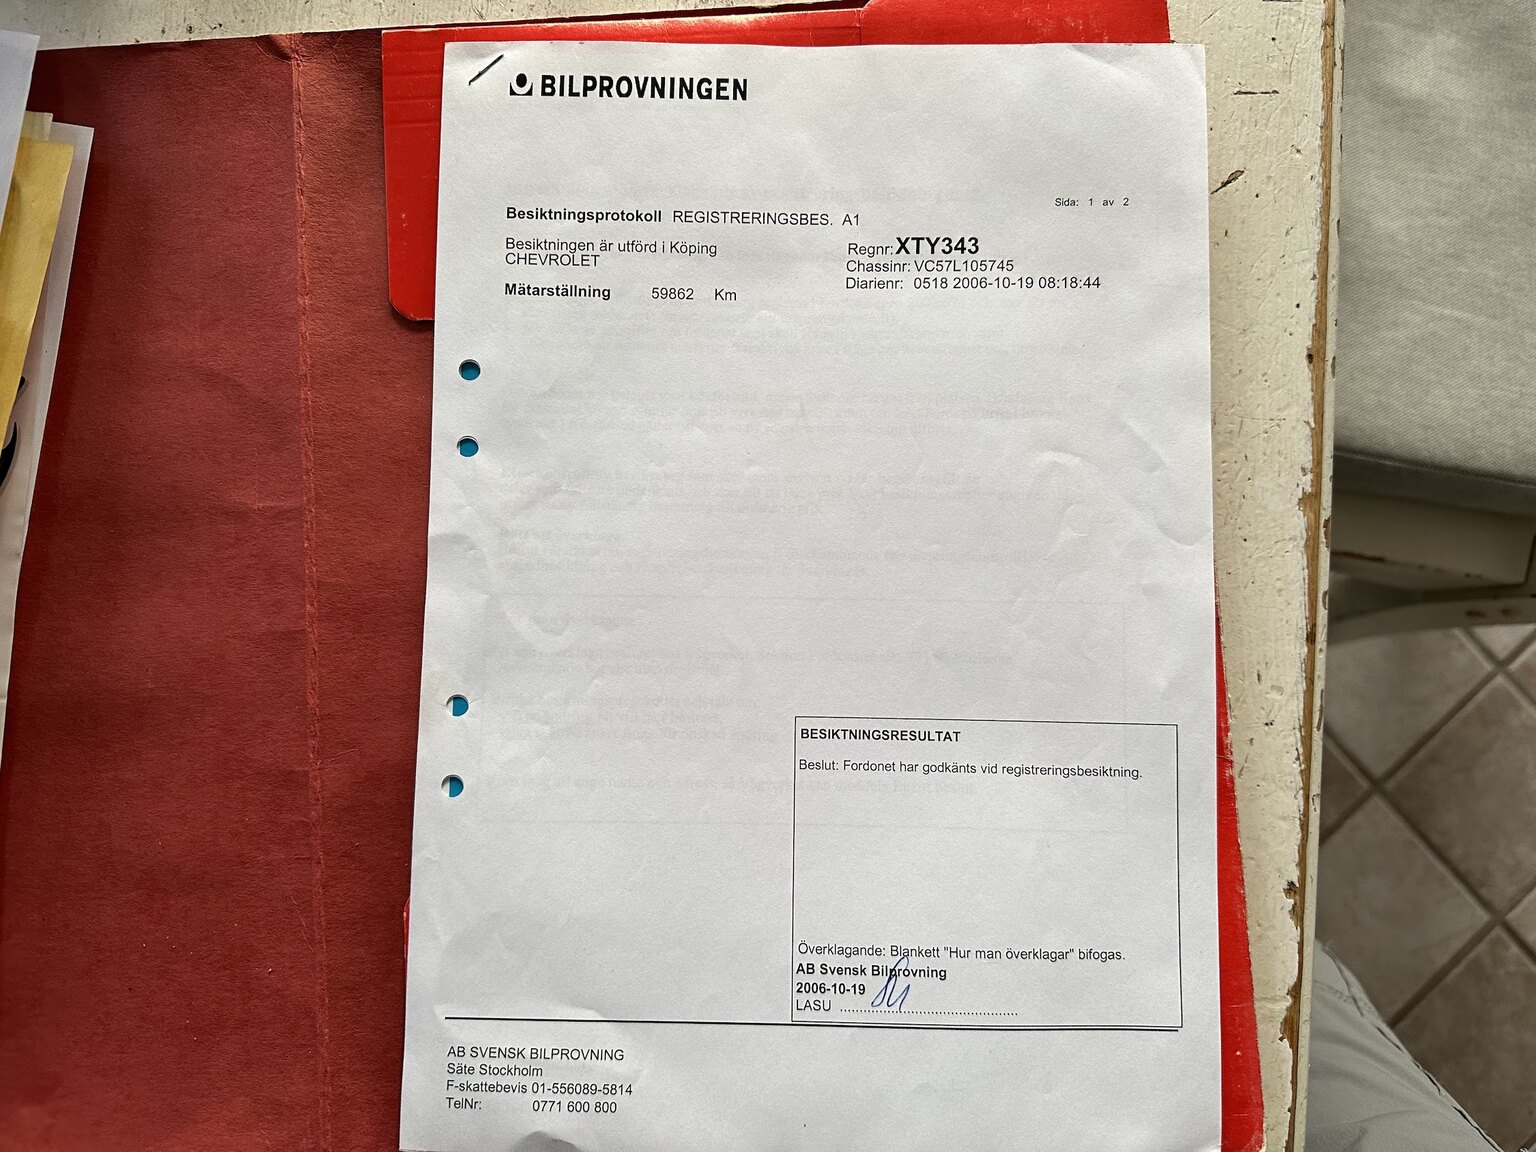 BILPROVNINGEN
Sida: 1 av 2
Besiktningsprotokoll REGISTRERINGSBES. A1
Besiktningen är utförd i Köping
CHEVROLET
Regnr: XTY343
Chassinr: VC57L105745
Diarienr: 0518 2006-10-19 08:18:44
Mätarställning 59862 Km
BESIKTNINGSRESULTAT
Beslut: Fordonet har godkänts vid registreringsbesiktning.
Överklagande: Blankett "Hur man överklagar" bifogas.
AB Svensk Bilprovning
2006-10-19
LASU
AB SVENSK BILPROVNING
Säte Stockholm
F-skattebevis 01-556089-5814
TelNr: 0771 600 800